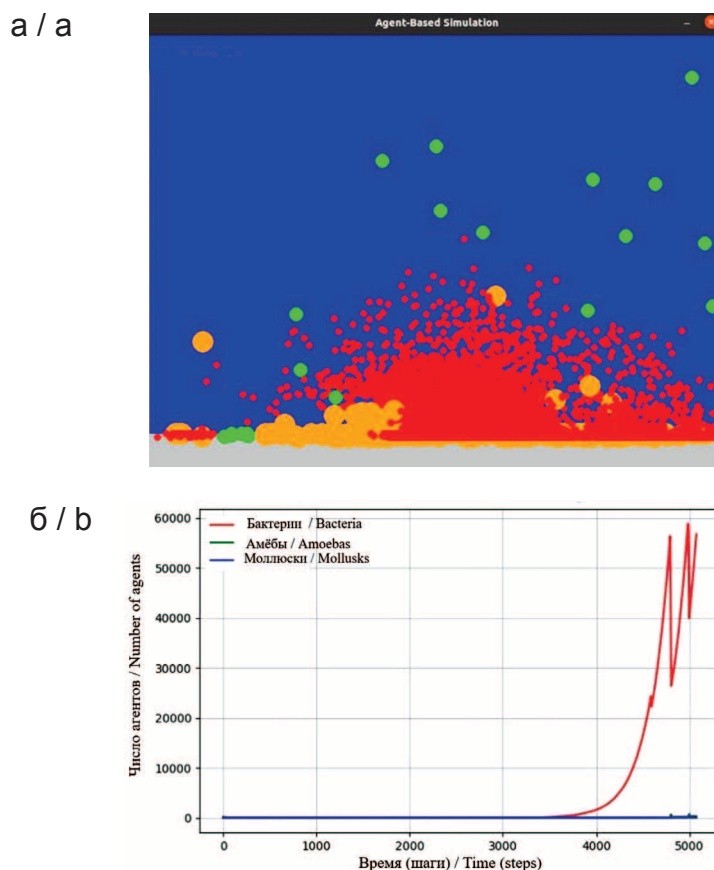 а / a
Agent-Based Simulation
б / b
Бактерии / Bacteria
Амёбы / Amoebas
Моллюски / Mollusks
Число агентов / Number of agents
60000
50000
40000
30000
20000
10000
0
0 1000 2000 3000 4000 5000
Время (шаги) / Time (steps)